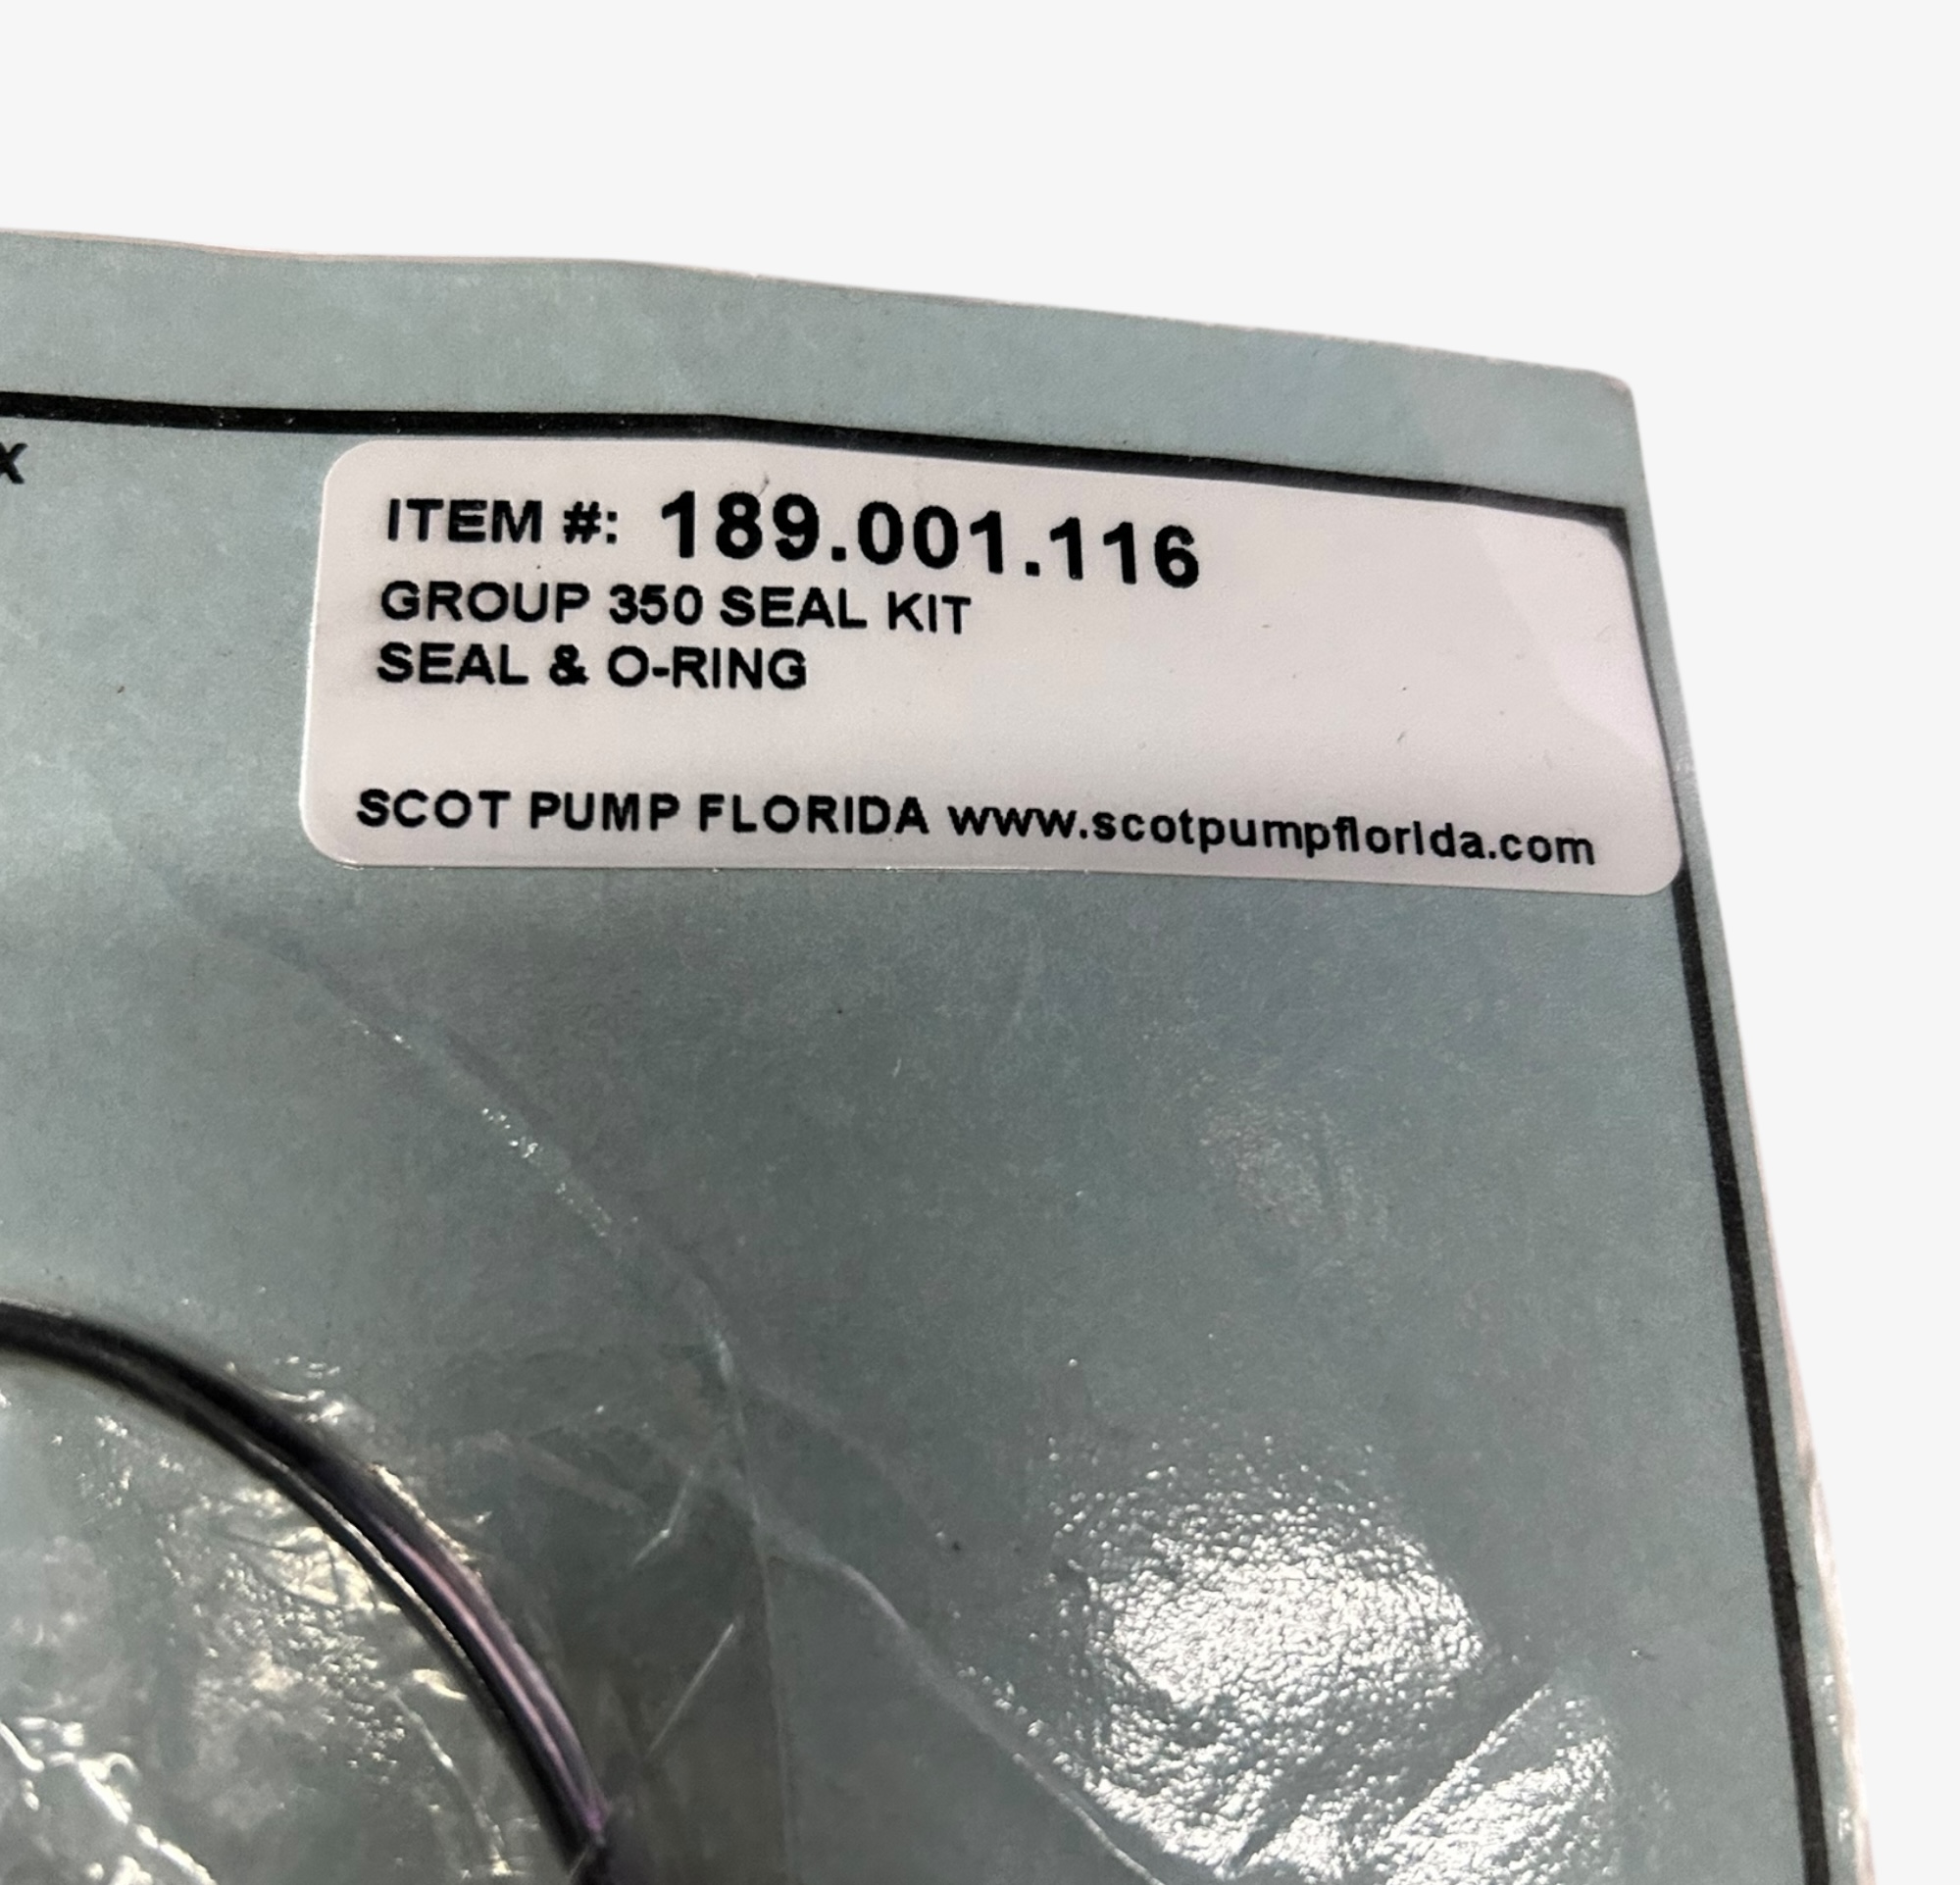 X
ITEM #: 189.001.116
GROUP 350 SEAL KIT
SEAL & O-RING
SCOT PUMP FLORIDA www.scotpumpflorida.com